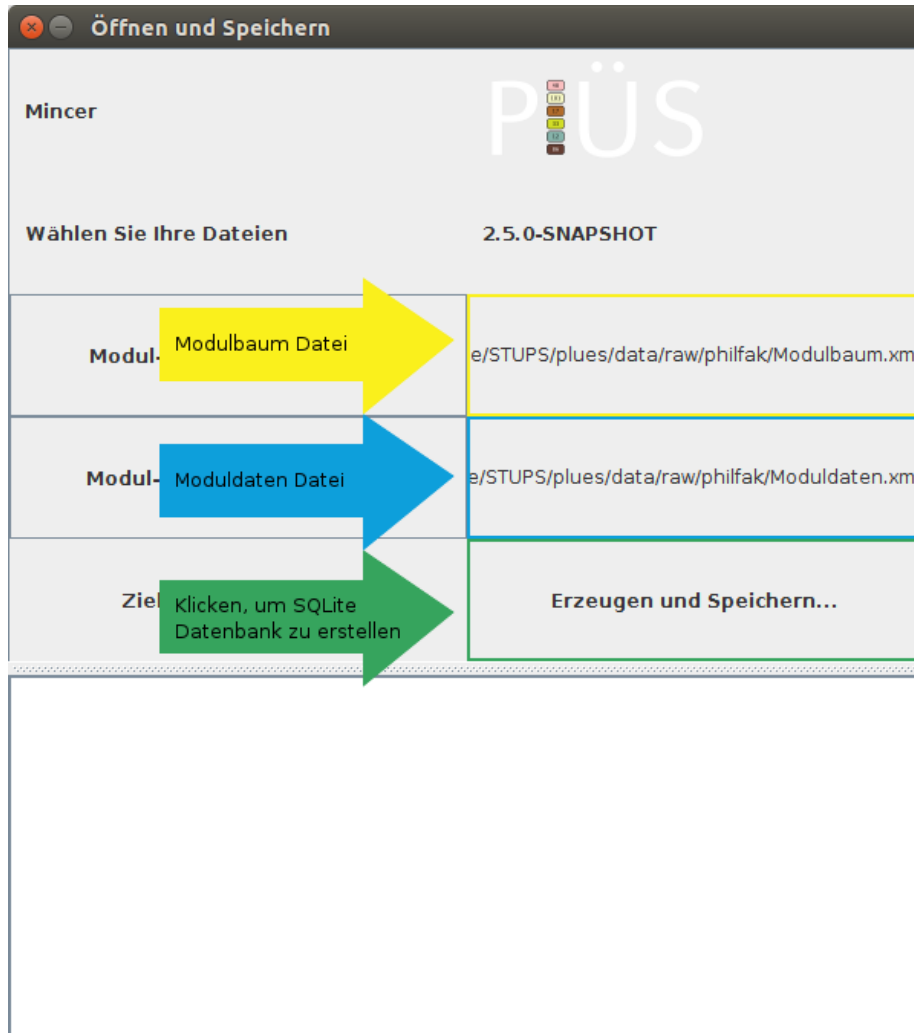 Öffnen und Speichern
Mincer
PlÜS
Wählen Sie Ihre Dateien
2.5.0-SNAPSHOT
Modul-
Modulbaum Datei
e/STUPS/plues/data/raw/philfak/Modulbaum.xm
Modul-
Moduldaten Datei
e/STUPS/plues/data/raw/philfak/Moduldaten.xm
Ziel
Klicken, um SQLite
Datenbank zu erstellen
Erzeugen und Speichern...